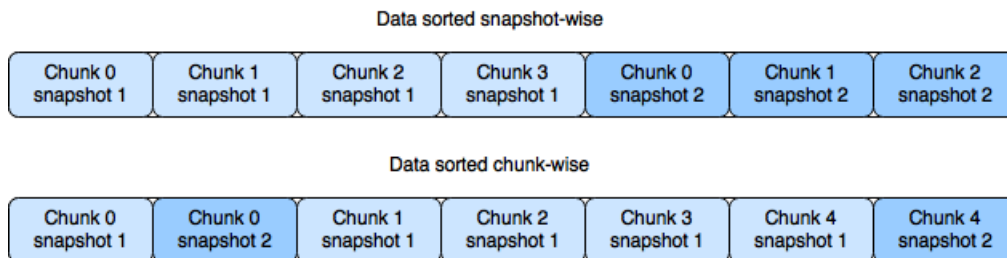 Data sorted snapshot-wise
Chunk 0 Chunk 1 Chunk 2 Chunk 3 Chunk 0 Chunk 1 Chunk 2
snapshot 1 snapshot 1 snapshot 1 snapshot 1 snapshot 2 snapshot 2 snapshot 2
Data sorted chunk-wise
Chunk 0 Chunk 0 Chunk 1 Chunk 2 Chunk 3 Chunk 4 Chunk 4
snapshot 1 snapshot 2 snapshot 1 snapshot 1 snapshot 1 snapshot 1 snapshot 2